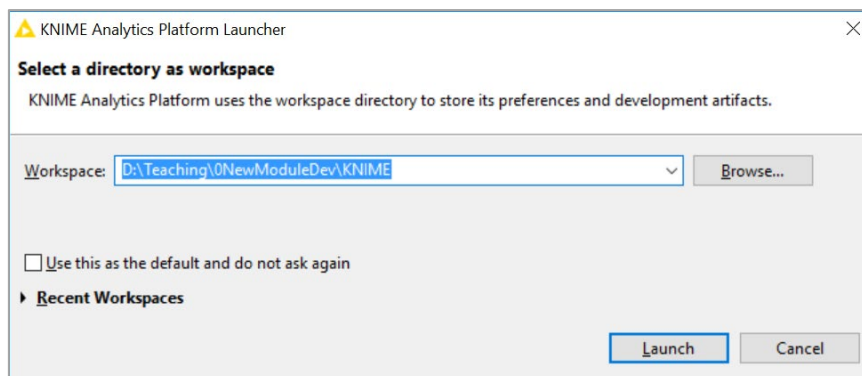 KNIME Analytics Platform Launcher
Select a directory as workspace
KNIME Analytics Platform uses the workspace directory to store its preferences and development artifacts.
Workspace: D:\Teaching\0NewModuleDev\KNIME Browse...
Use this as the default and do not ask again
Recent Workspaces
Launch Cancel